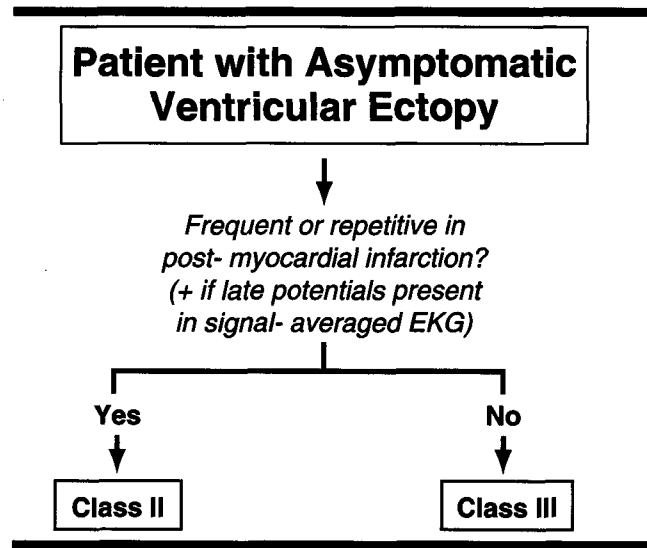 Patient with Asymptomatic
Ventricular Ectopy
Frequent or repetitive in
post- myocardial infarction?
(+ if late potentials present
in signal- averaged EKG)
Yes
No
Class II
Class III